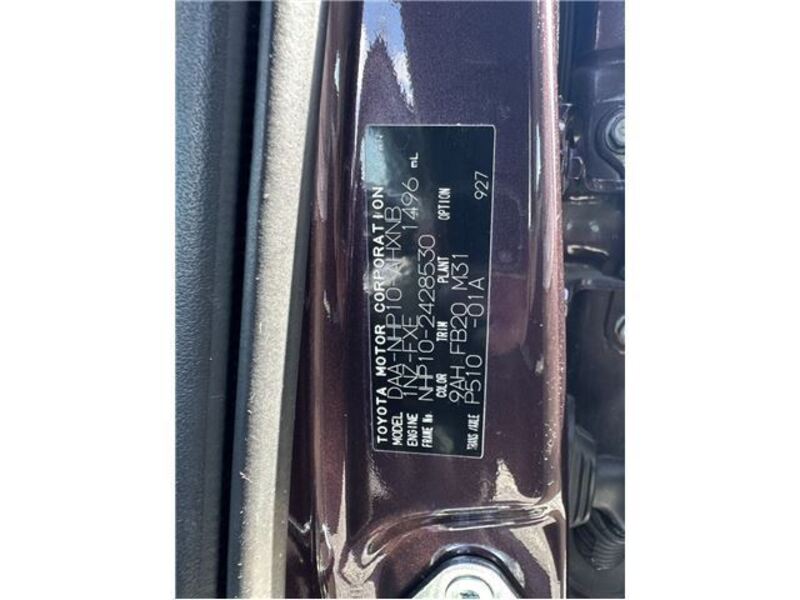 TOYOTA MOTOR CORPORATION
MODEL DAA-NHP10-AHXNB
ENGINE 1NZ-FXE 1496 mL
FRAME No. NHP10-2428530
COLOR TRIM PLANT OPTION
9AH FB20 M31
TRANS/AXLE P510 -01A 927